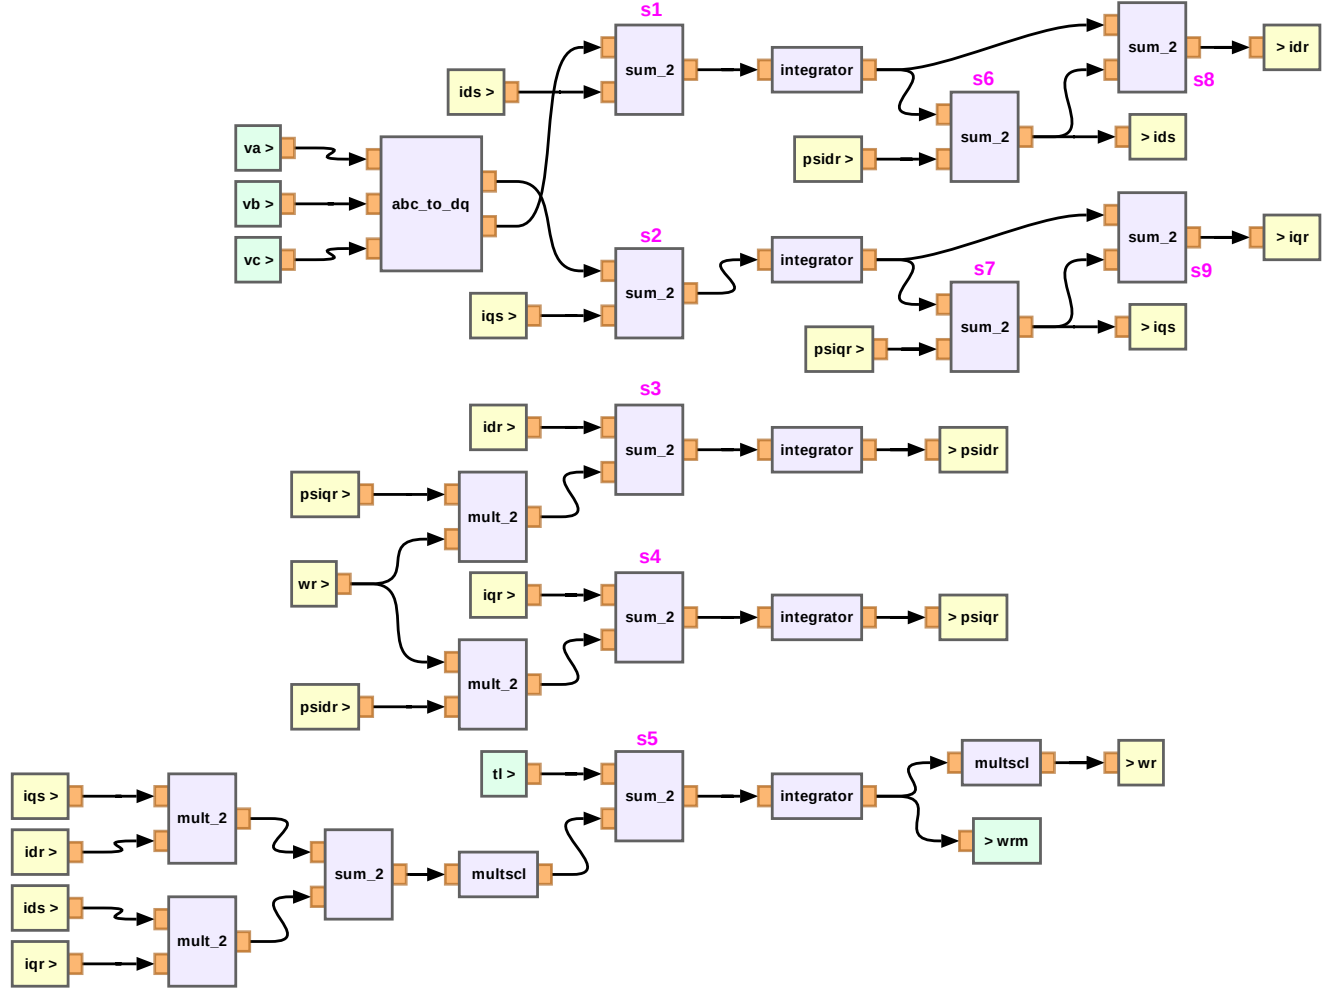 s1
sum_2
ids >
integrator
s6
sum_2
psidr >
sum_2
s8
> idr
> ids
va >
vb >
vc >
abc_to_dq
s2
sum_2
iqs >
integrator
s7
sum_2
psiqr >
sum_2
s9
> iqr
> iqs
s3
idr >
sum_2
integrator
> psidr
psiqr >
mult_2
wr >
s4
iqr >
sum_2
integrator
> psiqr
mult_2
psidr >
s5
tl >
sum_2
integrator
multscl
> wr
> wrm
iqs >
mult_2
idr >
sum_2
multscl
ids >
mult_2
iqr >